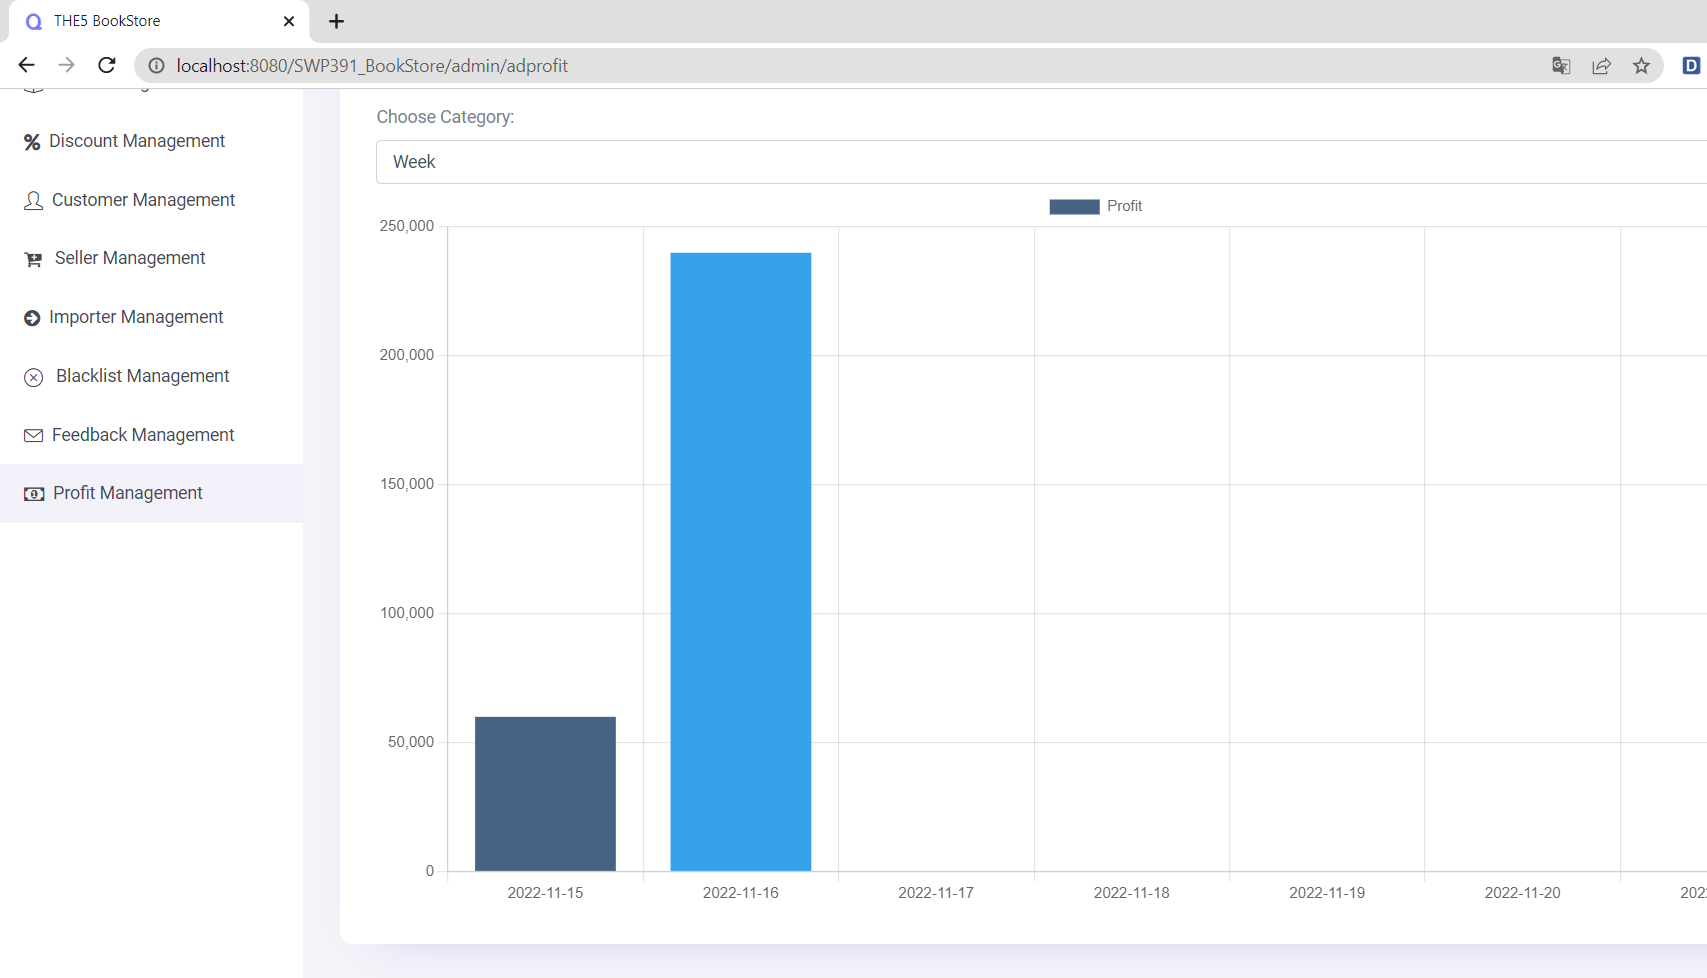 THE5 BookStore
localhost:8080/SWP391_BookStore/admin/adprofit
D
Discount Management
Customer Management
Seller Management
Importer Management
Blacklist Management
Feedback Management
Profit Management
Choose Category:
Week
Profit
250,000
200,000
150,000
100,000
50,000
0
2022-11-15 2022-11-16 2022-11-17 2022-11-18 2022-11-19 2022-11-20